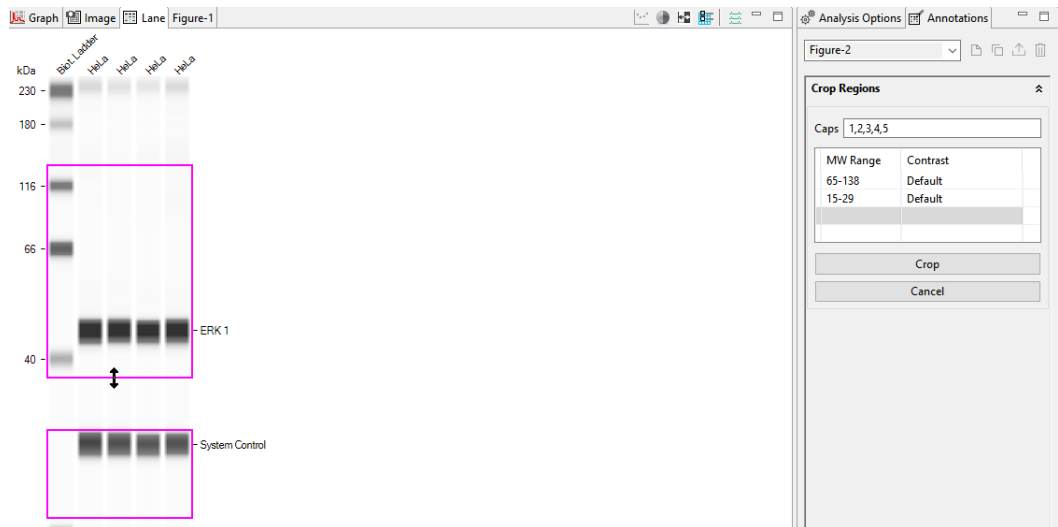 Graph Image Lane Figure-1
Analysis Options Annotations
Figure-2
Crop Regions
Caps 1,2,3,4,5
MW Range Contrast
65-138 Default
15-29 Default
Crop
Cancel
kDa Biot. Ladder HeLa HeLa HeLa HeLa
230
180
116
66
ERK 1
40
System Control